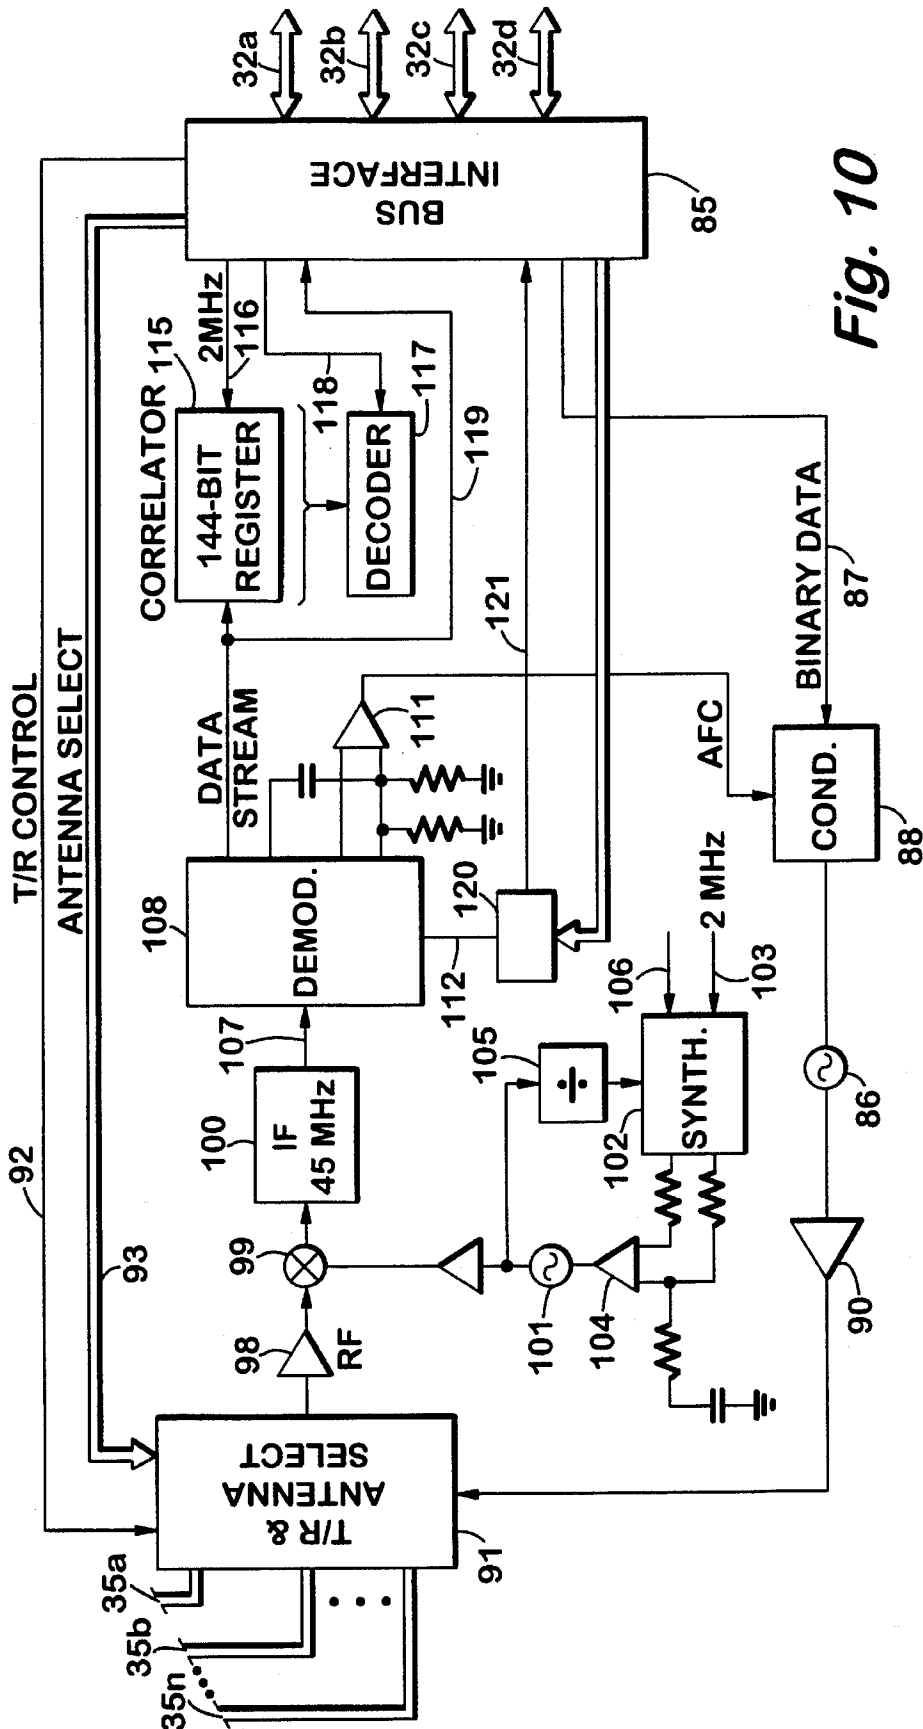 T/R CONTROL
92
ANTENNA SELECT
93
35a
35b
35n
T/R &
ANTENNA
SELECT
91
98
RF
99
100
IF
45 MHz
107
108
DEMOD.
DATA
STREAM
CORRELATOR
115
144-BIT
REGISTER
2MHz
116
118
DECODER
117
119
BUS
INTERFACE
85
32a
32b
32c
32d
111
112
120
121
101
104
105
÷
102
SYNTH.
106
103
2 MHz
AFC
BINARY DATA
87
COND.
88
86
90
Fig. 10